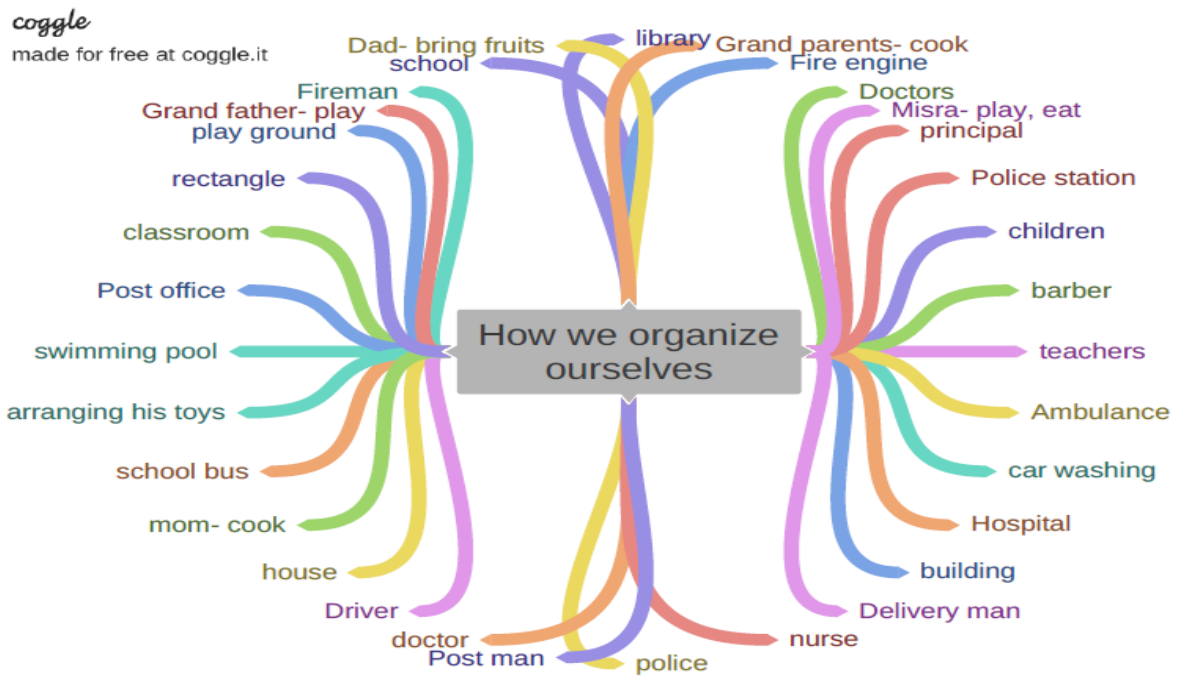 coggle
made for free at coggle.it
Dad- bring fruits
library
Grand parents- cook
school
Fire engine
Fireman
Doctors
Grand father- play
Misra- play, eat
play ground
principal
rectangle
Police station
classroom
children
Post office
barber
How we organize
ourselves
swimming pool
teachers
arranging his toys
Ambulance
school bus
car washing
mom- cook
Hospital
house
building
Driver
Delivery man
doctor
nurse
Post man
police